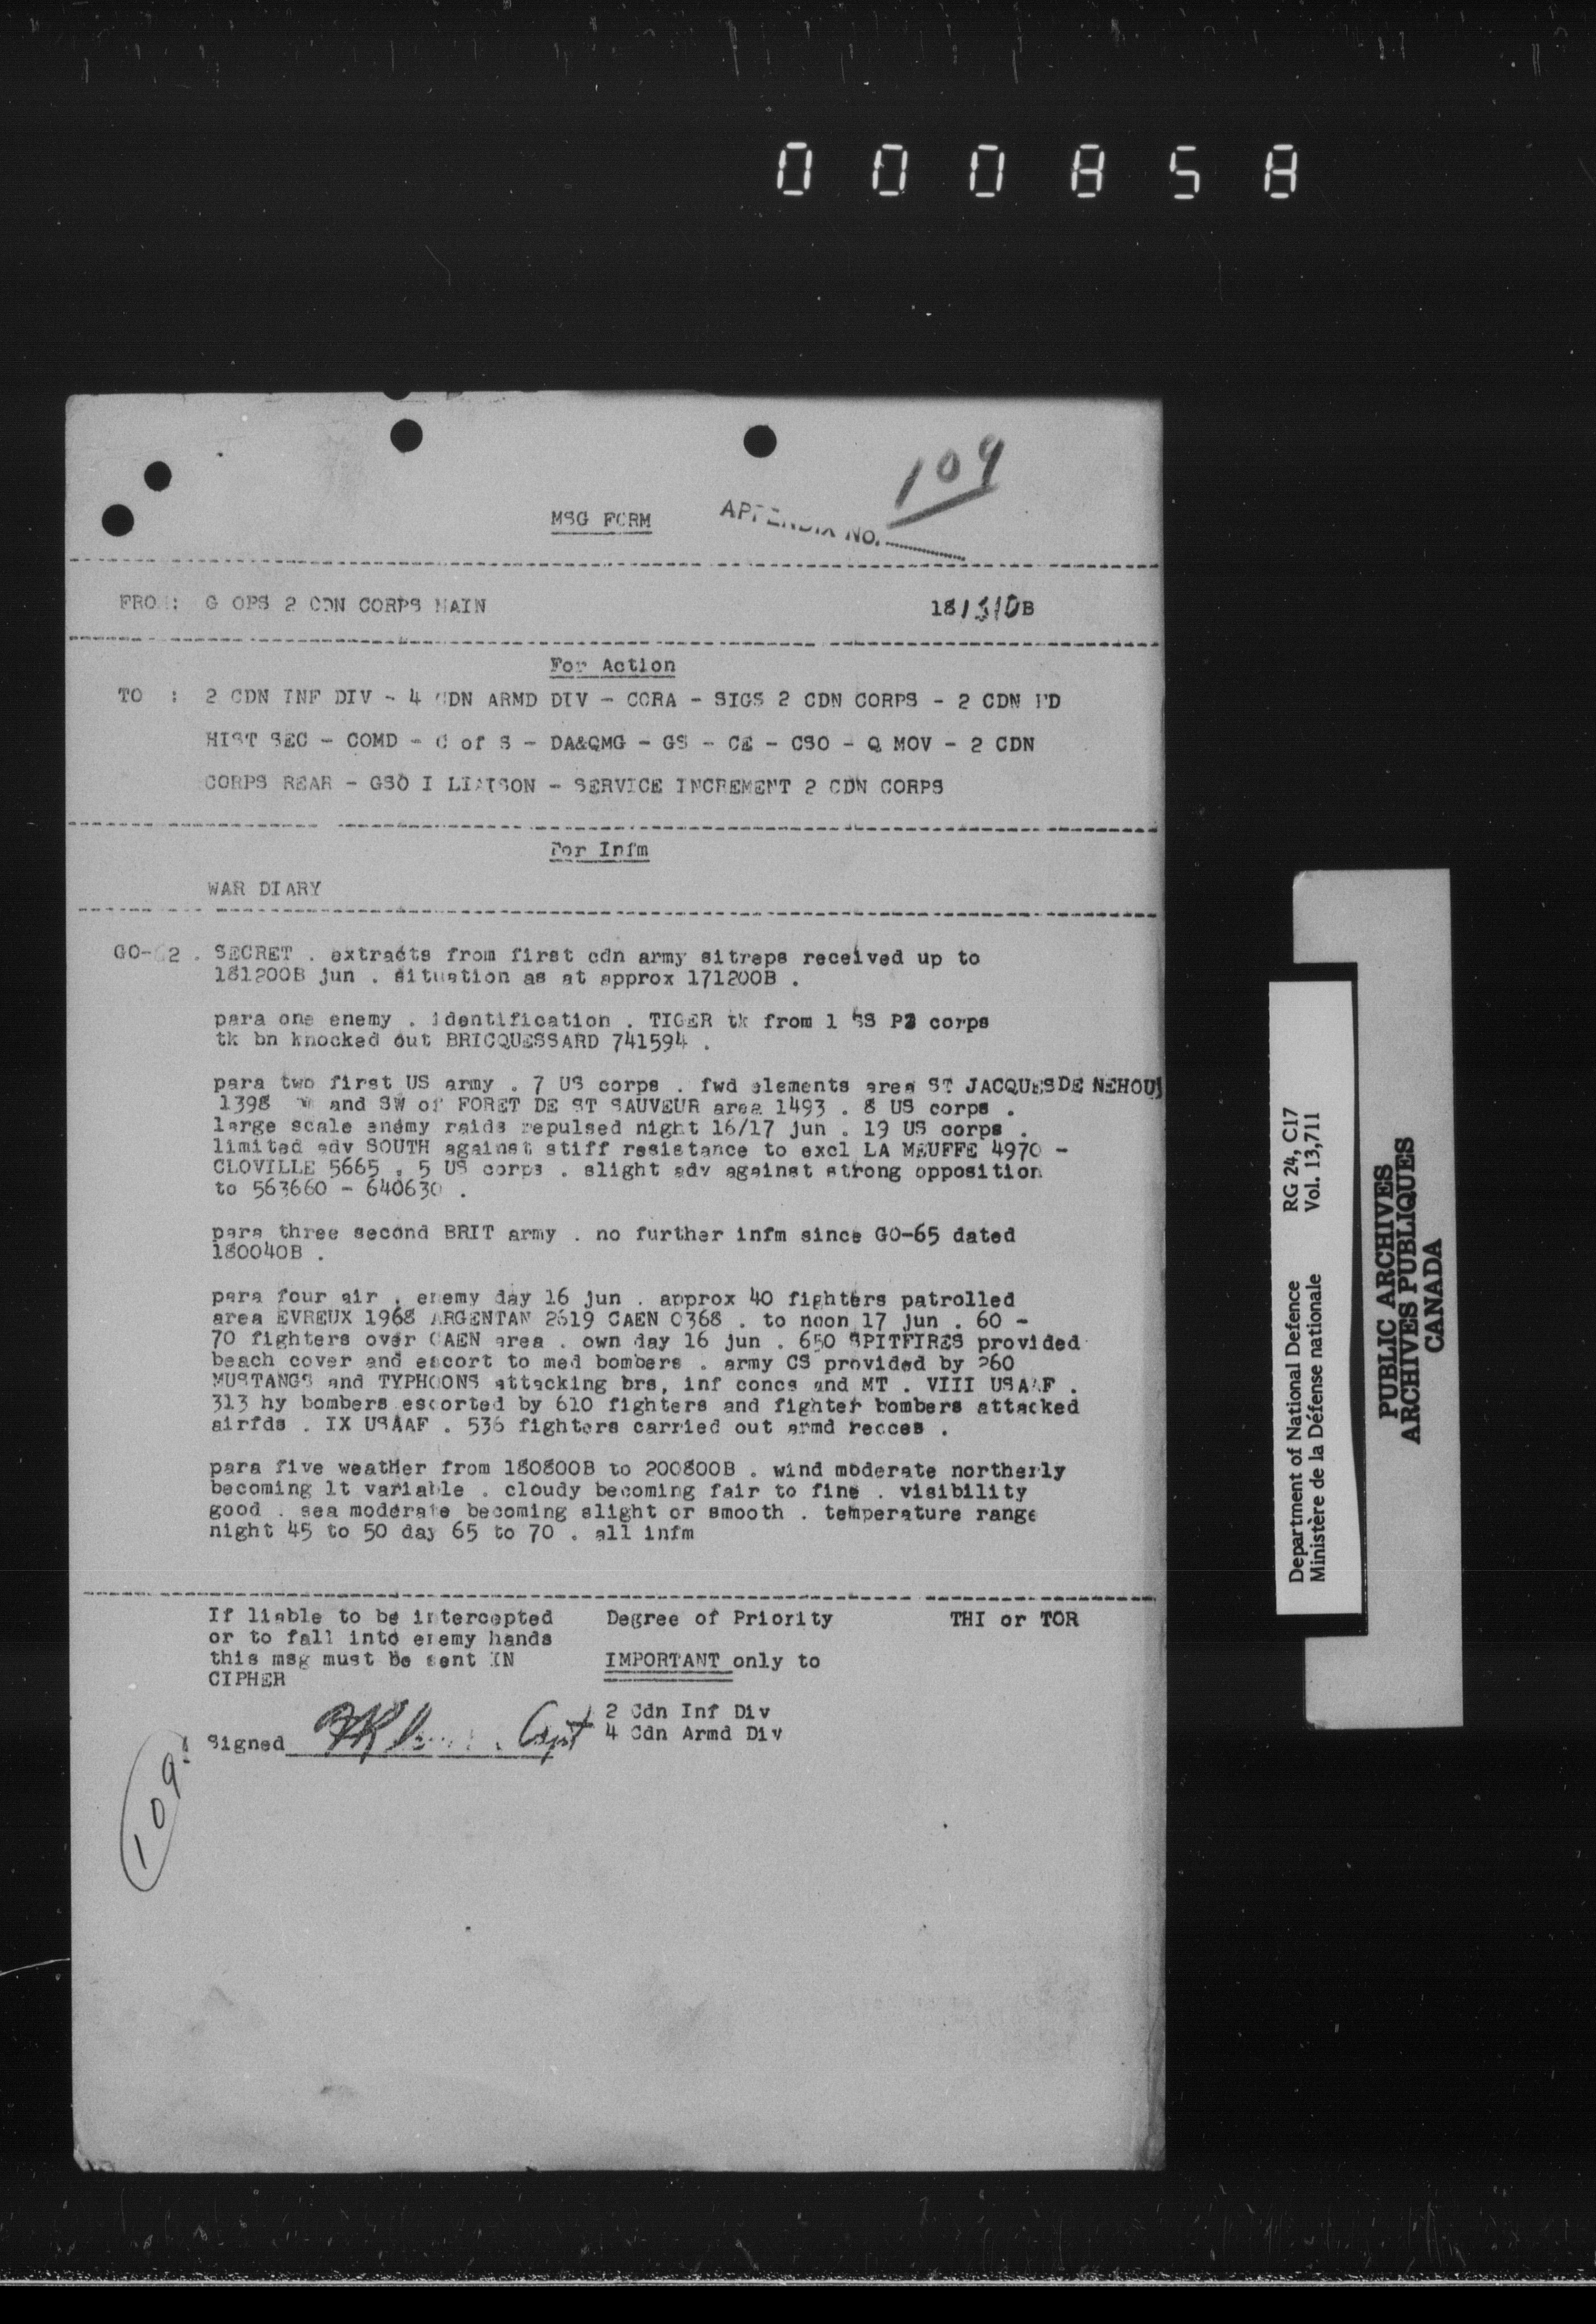 000858
109
MSG FORM
APPENDIX No.
FROM: G OPS 2 CDN CORPS MAIN 181310B
For Action
TO : 2 CDN INF DIV - 4 CDN ARMD DIV - CCRA - SIGS 2 CDN CORPS - 2 CDN FD
HIST SEC - COMD - C of S - DA&QMG - GS - CE - CSO - Q MOV - 2 CDN
CORPS REAR - GSO I LIAISON - SERVICE INCREMENT 2 CDN CORPS
For Infm
WAR DIARY
GO- 2 . SECRET . extracts from first cdn army sitreps received up to
181200B jun . situation as at approx 171200B .
para one enemy . identification . TIGER tk from 1 SS PZ corps
tk bn knocked out BRICQUESSARD 741594 .
para two first US army . 7 US corps . fwd elements area ST JACQUES DE NEHOU
1398 and SW of FORET DE ST SAUVEUR area 1493 . 8 US corps .
large scale enemy raids repulsed night 16/17 jun . 19 US corps .
limited adv SOUTH against stiff resistance to excl LA MEUFFE 4970 -
CLOVILLE 5665 . 5 US corps . slight adv against strong opposition
to 563660 - 640630 .
para three second BRIT army . no further infm since GO-65 dated
180040B .
para four air . enemy day 16 jun . approx 40 fighters patrolled
area EVREUX 1968 ARGENTAN 2619 CAEN 0368 . to noon 17 jun . 60 -
70 fighters over CAEN area . own day 16 jun . 650 SPITFIRES provided
beach cover and escort to med bombers . army CS provided by 260
MUSTANGS and TYPHOONS attacking brs, inf concs and MT . VIII USAAF .
313 hy bombers escorted by 610 fighters and fighter bombers attacked
airfds . IX USAAF . 536 fighters carried out armd recces .
para five weather from 180800B to 200800B . wind moderate northerly
becoming lt variable . cloudy becoming fair to fine . visibility
good . sea moderate becoming slight or smooth . temperature range
night 45 to 50 day 65 to 70 . all infm
If liable to be intercepted Degree of Priority THI or TOR
or to fall into enemy hands
this msg must be sent IN IMPORTANT only to
CIPHER
2 Cdn Inf Div
Signed Capt 4 Cdn Armd Div
109
Department of National Defence RG 24, C17
Ministère de la Défense nationale Vol. 13,711
PUBLIC ARCHIVES
ARCHIVES PUBLIQUES
CANADA